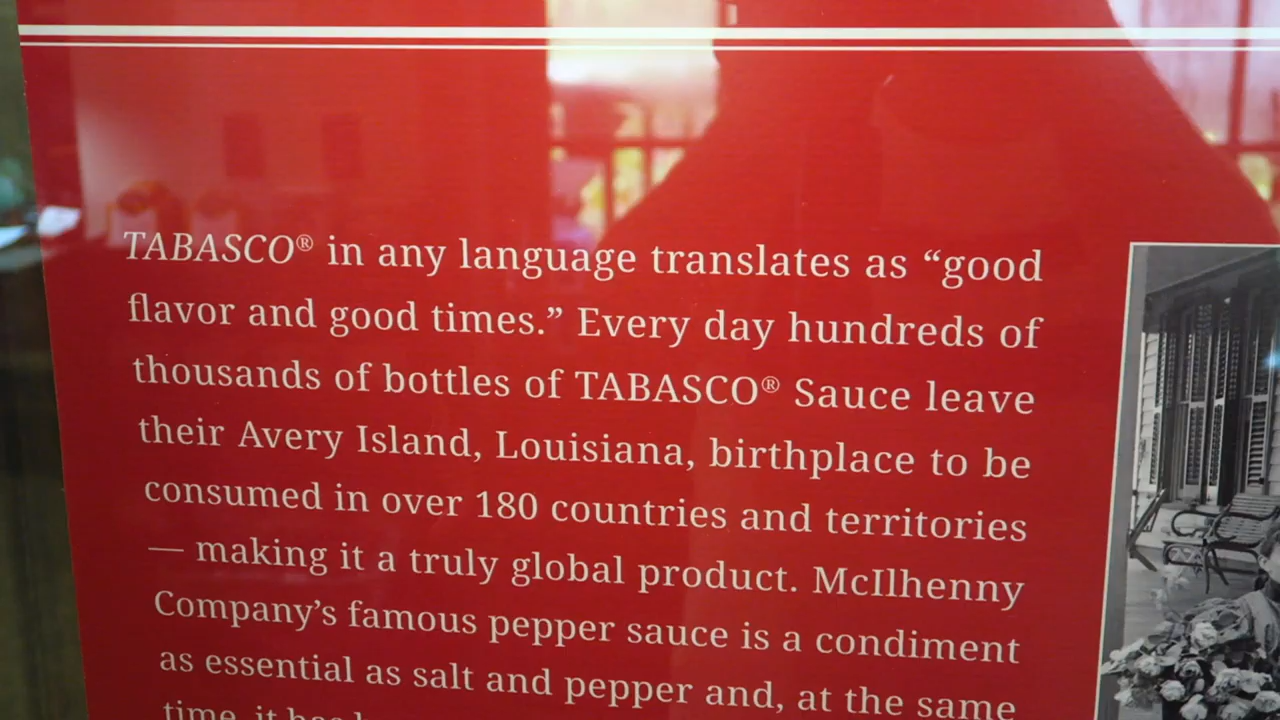 TABASCO® in any language translates as “good
flavor and good times.” Every day hundreds of
thousands of bottles of TABASCO® Sauce leave
their Avery Island, Louisiana, birthplace to be
consumed in over 180 countries and territories
— making it a truly global product. McIlhenny
Company’s famous pepper sauce is a condiment
as essential as salt and pepper and, at the same
time, it has